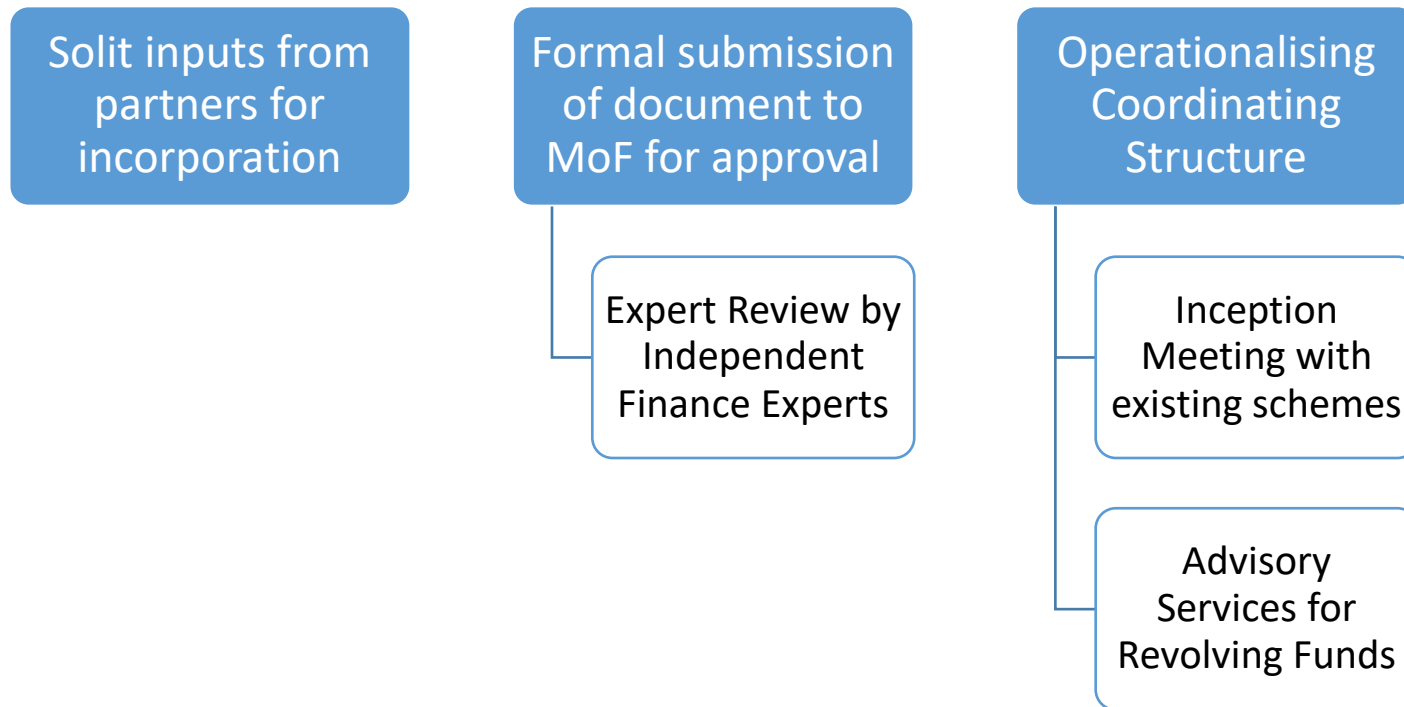 Solit inputs from
partners for
incorporation
Formal submission
of document to
MoF for approval
Expert Review by
Independent
Finance Experts
Operationalising
Coordinating
Structure
Inception
Meeting with
existing schemes
Advisory
Services for
Revolving Funds